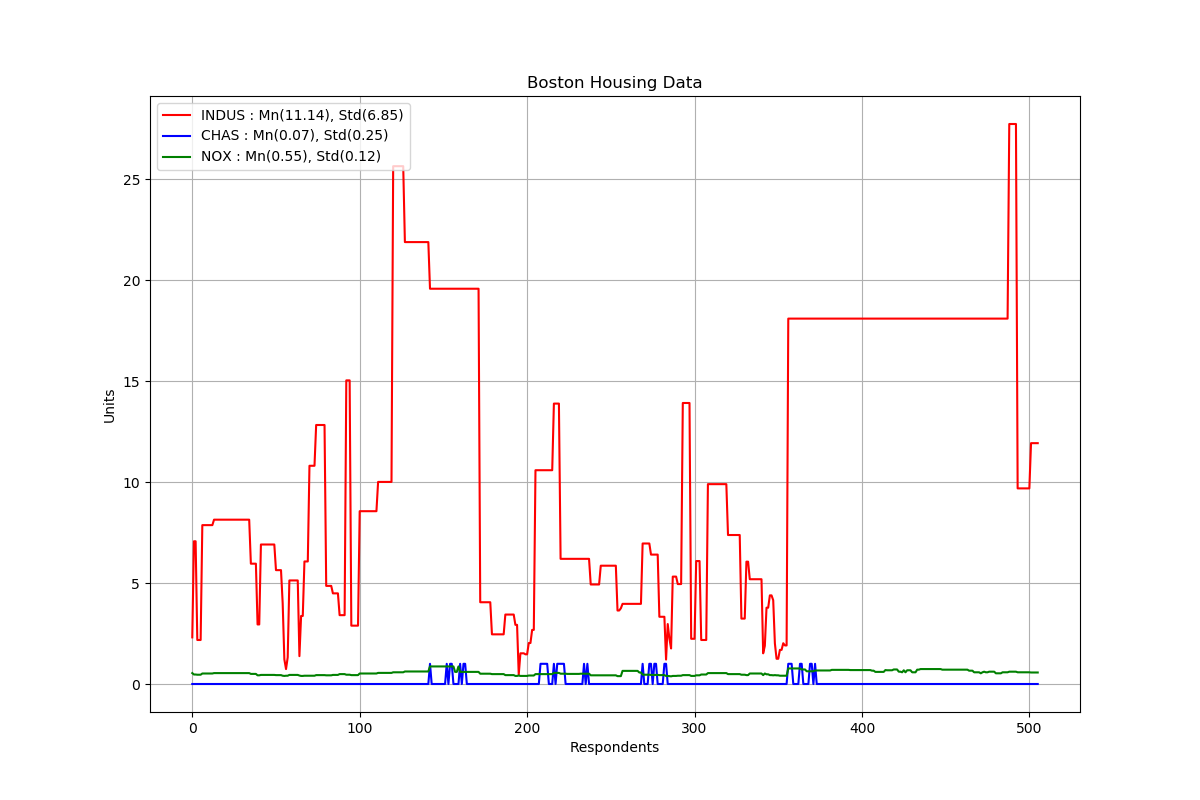 Boston Housing Data
INDUS : Mn(11.14), Std(6.85)
CHAS : Mn(0.07), Std(0.25)
NOX : Mn(0.55), Std(0.12)
25
20
15
10
5
0
Units
0 100 200 300 400 500
Respondents